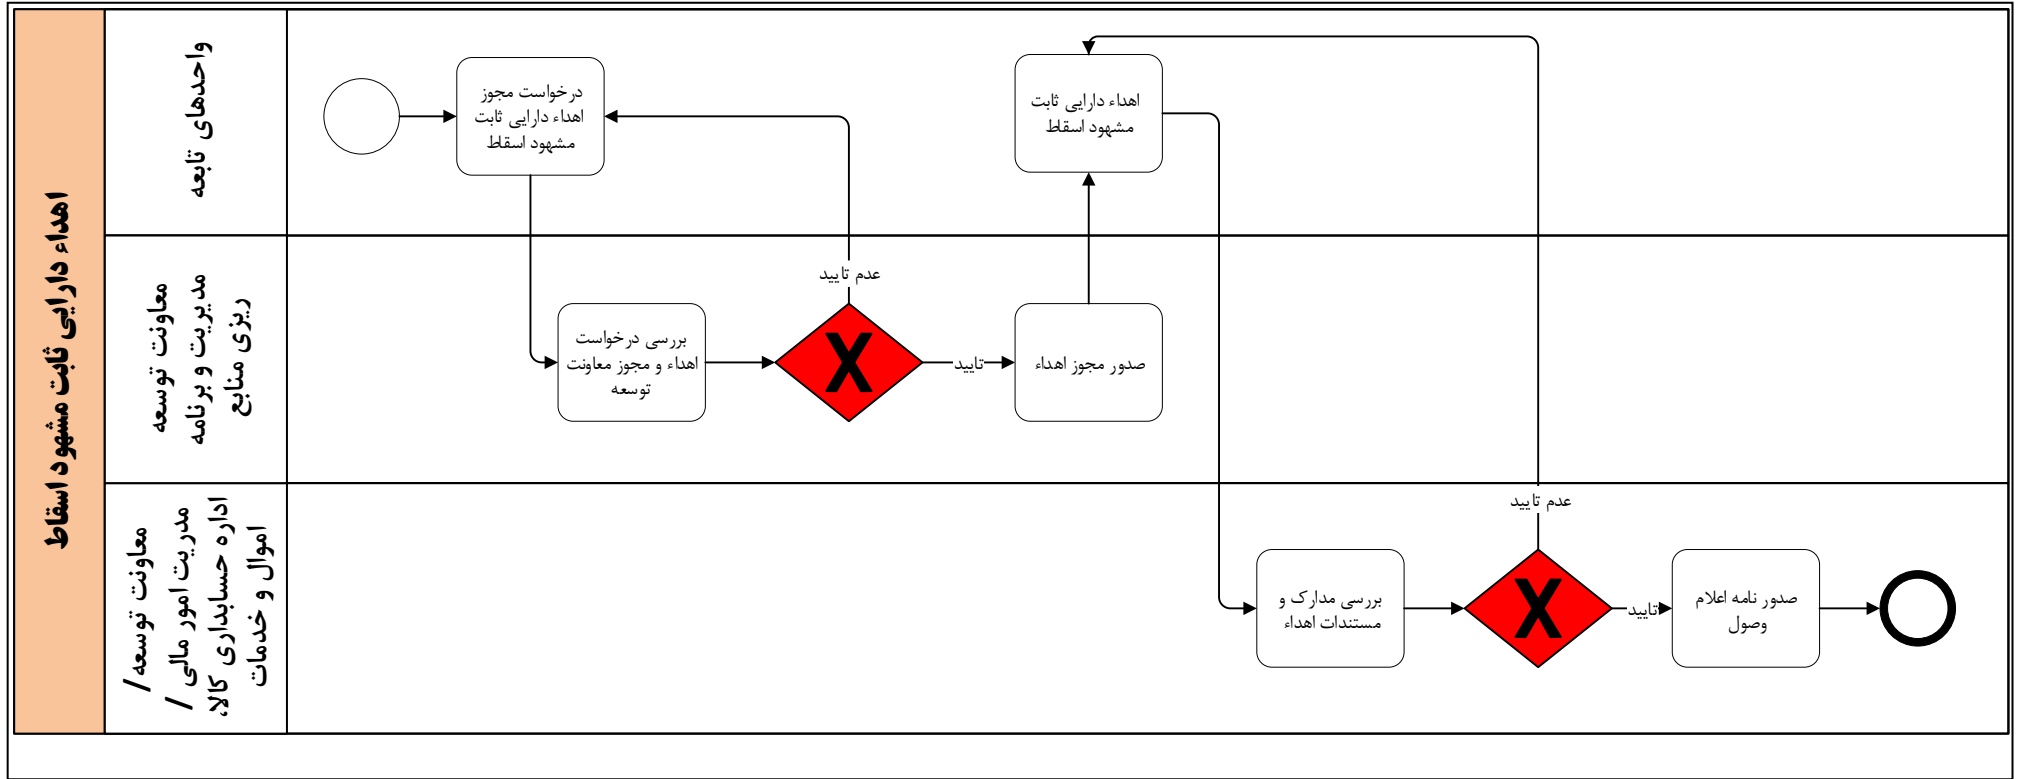 اهداء دارایی ثابت مشهود اسقاط
واحدهای تابعه
درخواست مجوز
اهداء دارایی ثابت
مشهود اسقاط
اهداء دارایی ثابت
مشهود اسقاط
معاونت توسعه
مدیریت و برنامه
ریزی منابع
بررسی درخواست
اهداء و مجوز معاونت
توسعه
عدم تایید
X
تایید
صدور مجوز اهداء
معاونت توسعه/
مدریت امور مالی /
اداره حسابداری کالا،
اموال و خدمات
بررسی مدارک و
مستندات اهداء
عدم تایید
X
تایید
صدور نامه اعلام
وصول